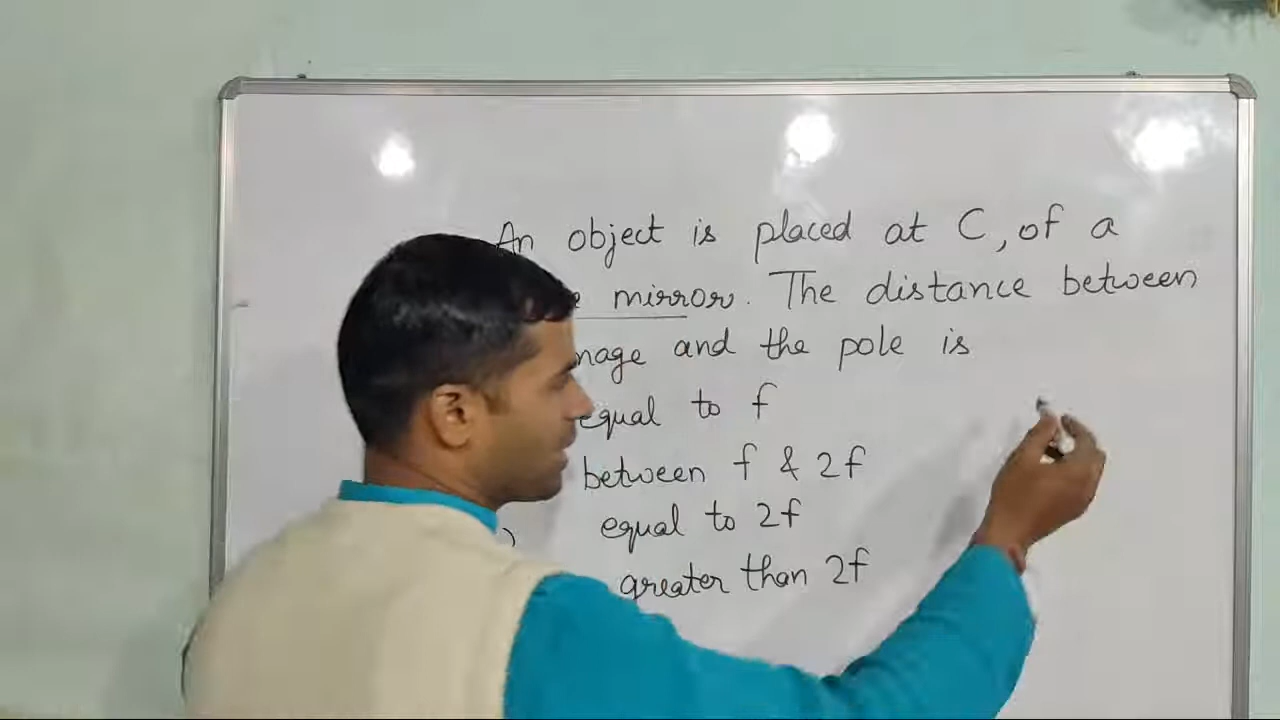 An object is placed at C, of a
mirror. The distance between
and the pole is
equal to f
between f & 2f
equal to 2f
greater than 2f